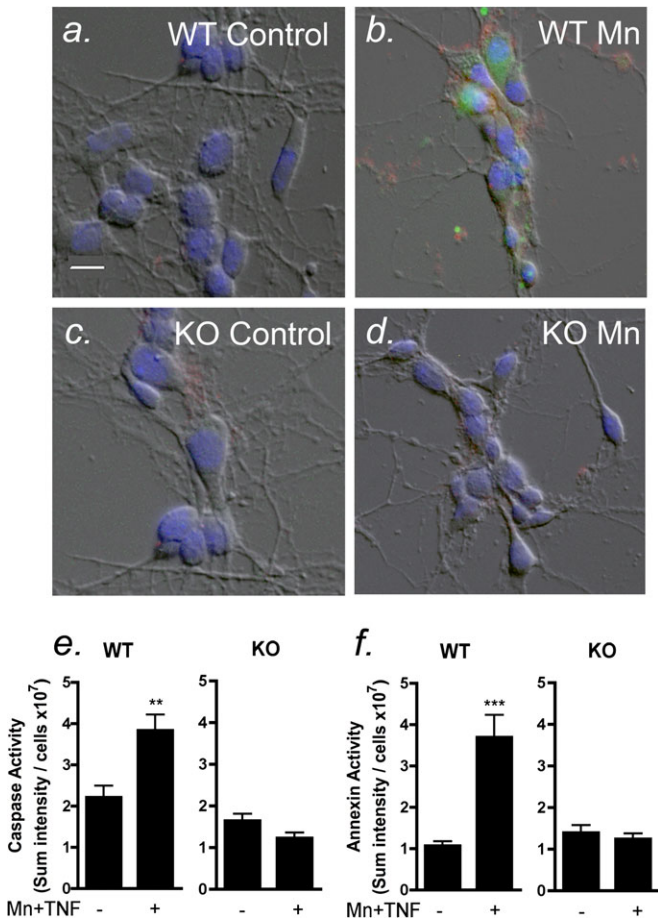 a. WT Control
b. WT Mn
c. KO Control
d. KO Mn
e. WT KO
Caspase Activity
(Sum intensity / cells x10⁷)
5 4 3 2 1 0
**
5 4 3 2 1 0
Mn+TNF - + - +
f. WT KO
Annexin Activity
(Sum intensity / cells x10⁷)
5 4 3 2 1 0
***
5 4 3 2 1 0
Mn+TNF - + - +